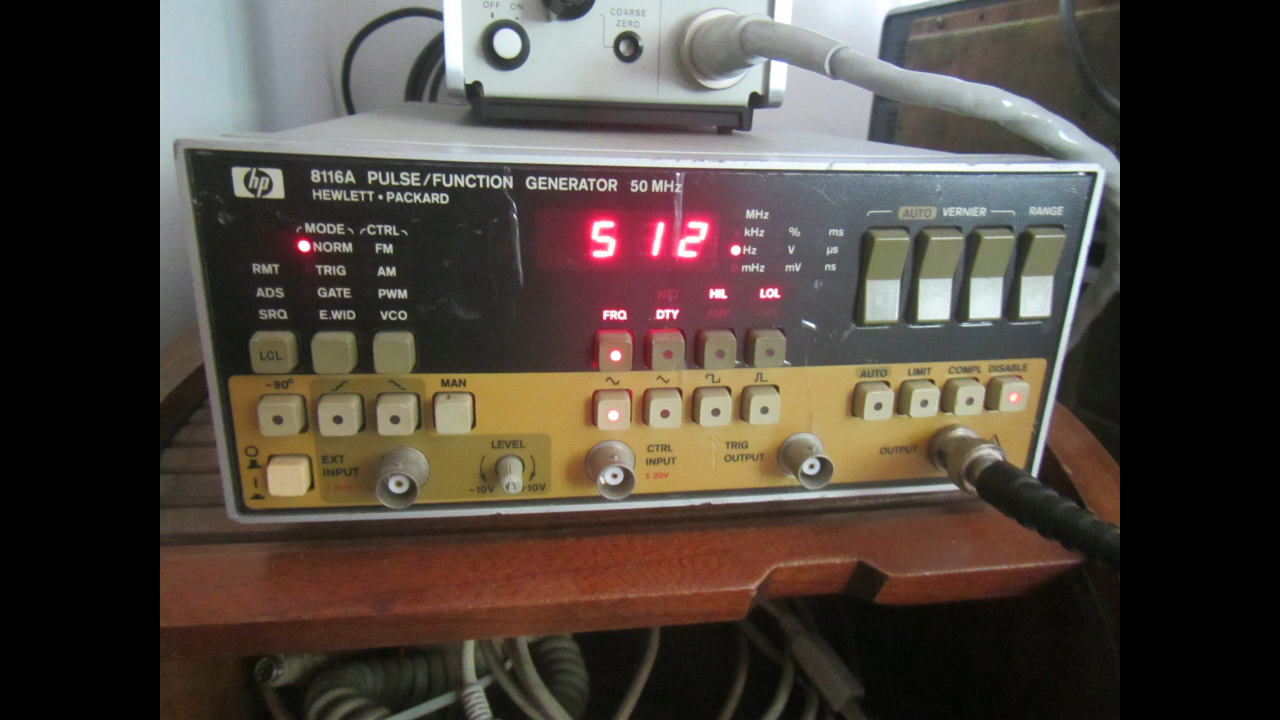 OFF ON
COARSE
ZERO
hp
8116A PULSE/FUNCTION GENERATOR 50 MHz
HEWLETT • PACKARD
MODE CTRL
NORM FM
RMT TRIG AM
ADS GATE PWM
SRQ E.WID VCO
LCL
512
MHz
kHz % ms
Hz V µs
mHz mV ns
WID HIL LOL
FRQ DTY AMP OFS
AUTO VERNIER RANGE
-90° MAN
AUTO LIMIT COMPL DISABLE
EXT
INPUT
LEVEL
-10V +10V
CTRL
INPUT
± 20V
TRIG
OUTPUT
OUTPUT